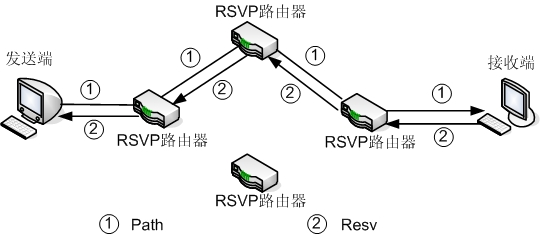 RSVP路由器
发送端
接收端
① ① ① ①
② ② ② ②
RSVP路由器
RSVP路由器
RSVP路由器
① Path ② Resv